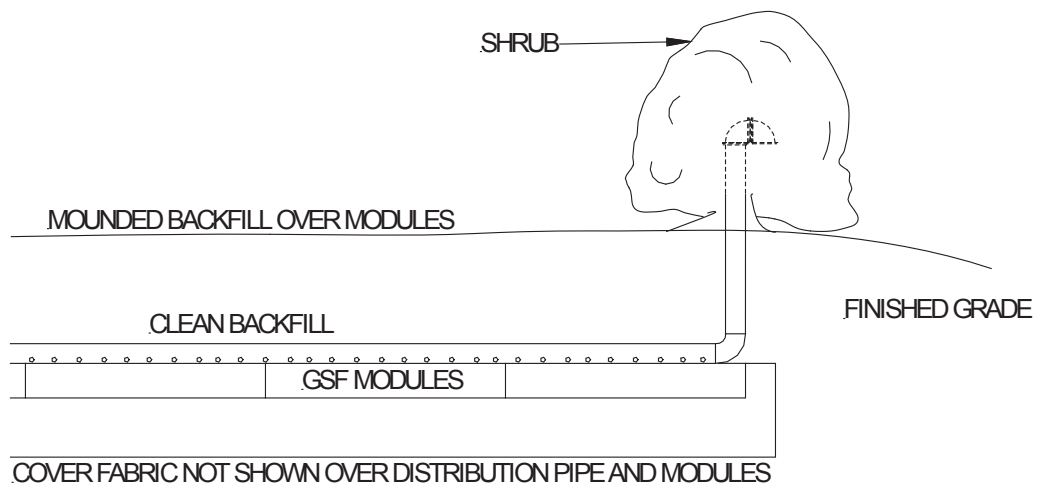 SHRUB
MOUNDED BACKFILL OVER MODULES
FINISHED GRADE
CLEAN BACKFILL
GSF MODULES
COVER FABRIC NOT SHOWN OVER DISTRIBUTION PIPE AND MODULES